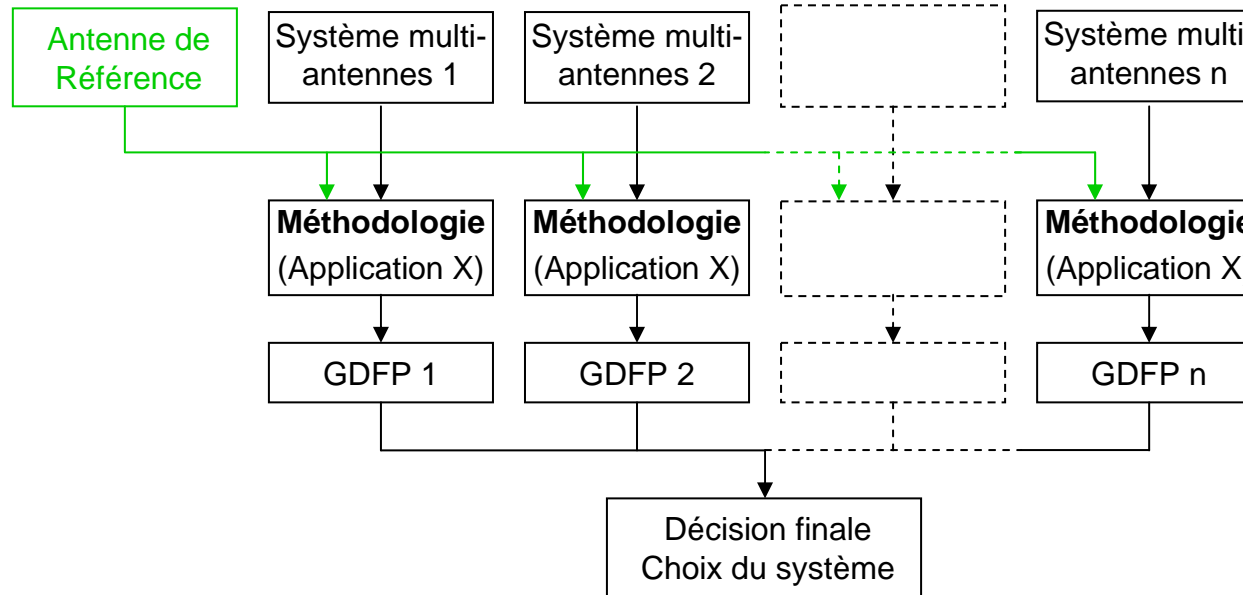 Antenne de
Référence
Système multi-
antennes 1
Système multi-
antennes 2
Système multi
antennes n
Méthodologie
(Application X)
Méthodologie
(Application X)
Méthodologie
(Application X
GDFP 1
GDFP 2
GDFP n
Décision finale
Choix du système